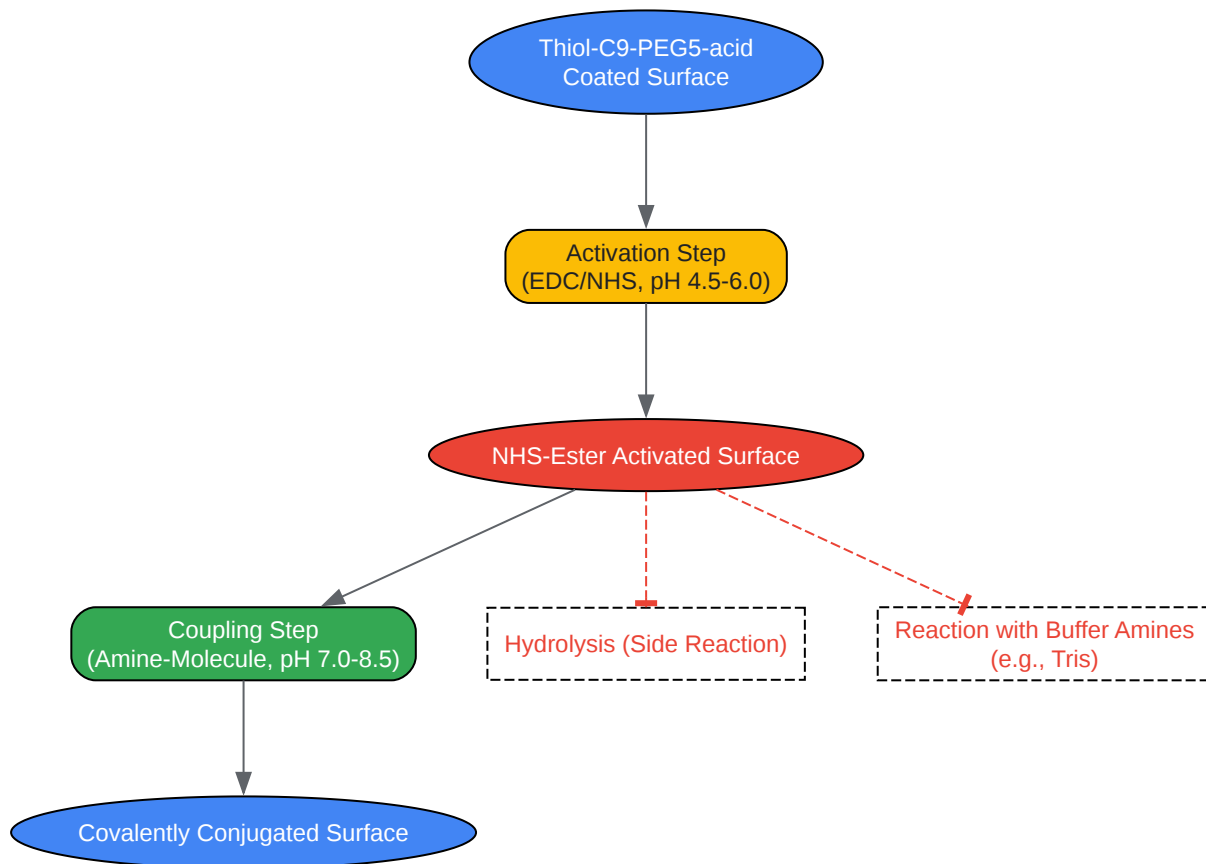 Thiol-C9-PEG5-acid
Coated Surface
Activation Step
(EDC/NHS, pH 4.5-6.0)
NHS-Ester Activated Surface
Coupling Step
(Amine-Molecule, pH 7.0-8.5)
Hydrolysis (Side Reaction)
Reaction with Buffer Amines
(e.g., Tris)
Covalently Conjugated Surface